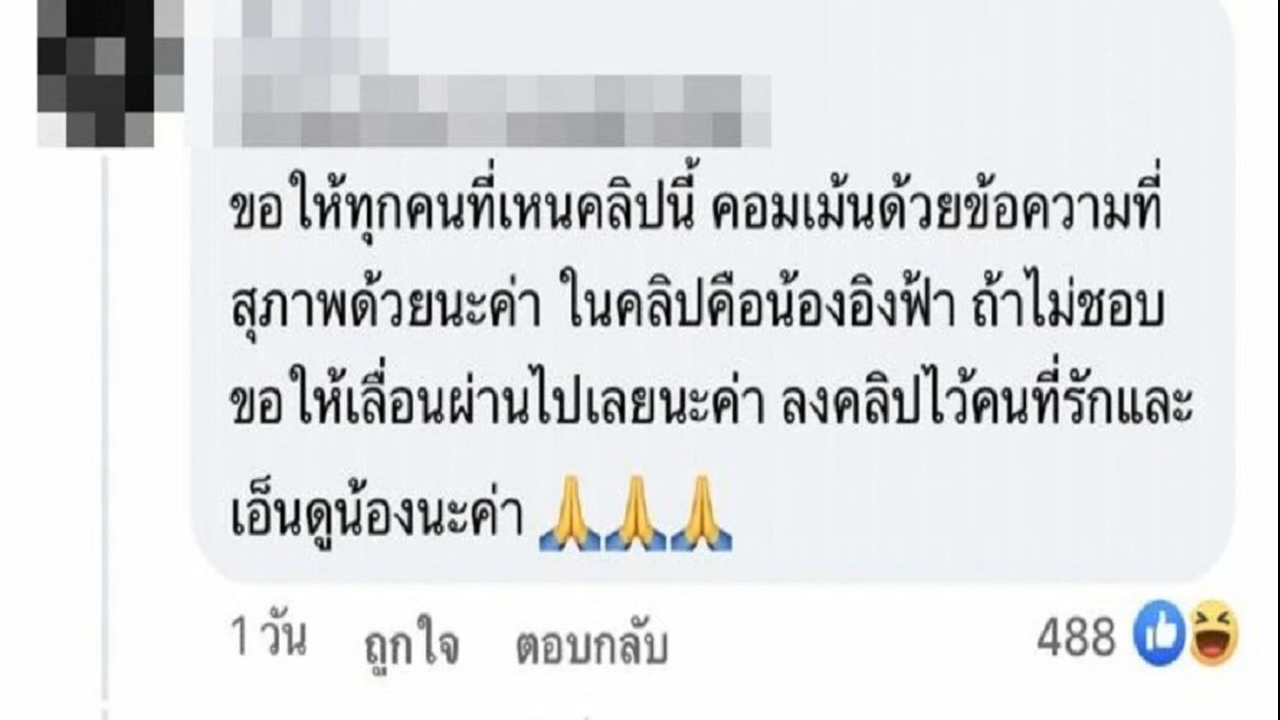 ขอให้ทุกคนที่เหนคลิปนี้ คอมเม้นด้วยข้อความที่
สุภาพด้วยนะค่า ในคลิปคือน้องอิงฟ้า ถ้าไม่ชอบ
ขอให้เลื่อนผ่านไปเลยนะค่า ลงคลิปไว้คนที่รักและ
เอ็นดูน้องนะค่า 🙏🙏🙏
1 วัน ถูกใจ ตอบกลับ 488